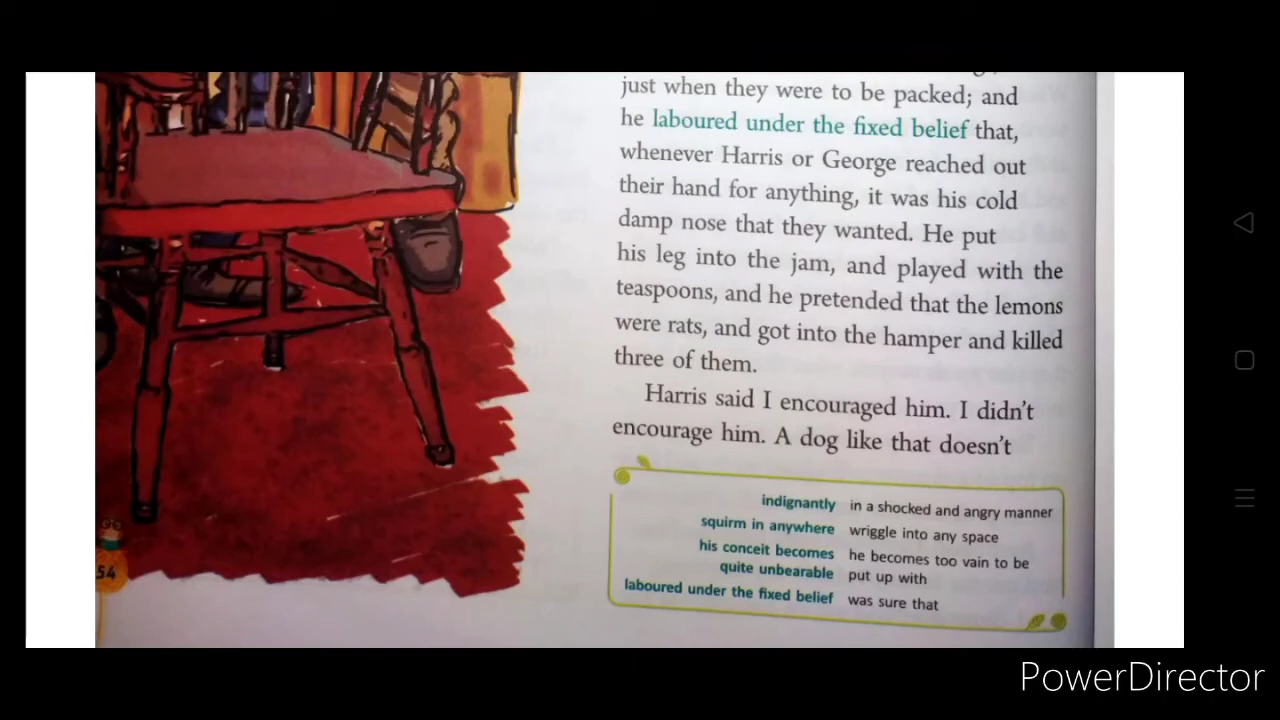 just when they were to be packed; and
he laboured under the fixed belief that,
whenever Harris or George reached out
their hand for anything, it was his cold
damp nose that they wanted. He put
his leg into the jam, and played with the
teaspoons, and he pretended that the lemons
were rats, and got into the hamper and killed
three of them.
Harris said I encouraged him. I didn't
encourage him. A dog like that doesn't
indignantly in a shocked and angry manner
squirm in anywhere wriggle into any space
his conceit becomes he becomes too vain to be
quite unbearable put up with
laboured under the fixed belief was sure that
54
PowerDirector